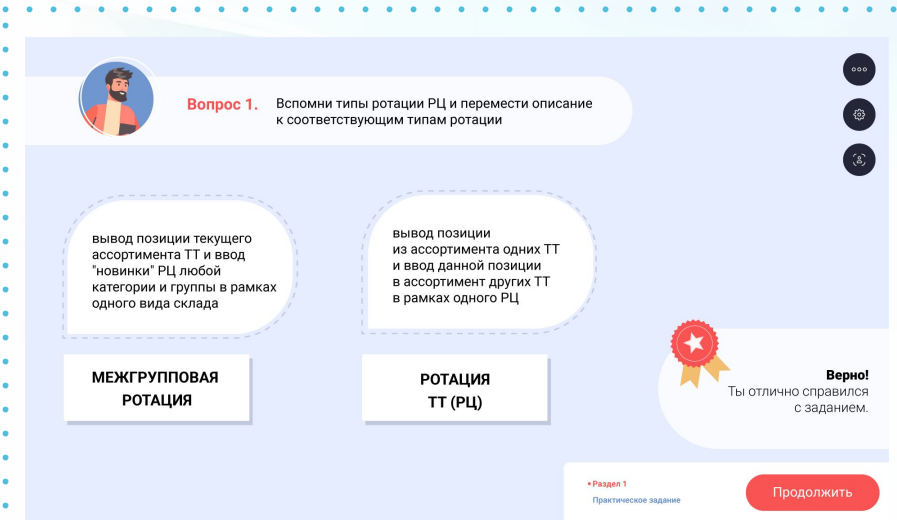 Вопрос 1.
Вспомни типы ротации РЦ и перемести описание
к соответствующим типам ротации
вывод позиции текущего
ассортимента ТТ и ввод
"новинки" РЦ любой
категории и группы в рамках
одного вида склада
МЕЖГРУППОВАЯ
РОТАЦИЯ
вывод позиции
из ассортимента одних ТТ
и ввод данной позиции
в ассортимент других ТТ
в рамках одного РЦ
РОТАЦИЯ
ТТ (РЦ)
Верно!
Ты отлично справился
с заданием.
Раздел 1
Практическое задание
Продолжить